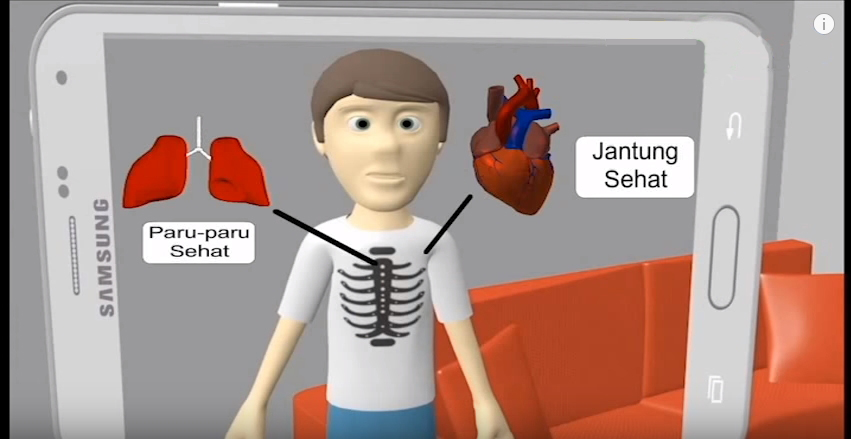 SAMSUNG
Paru-paru
Sehat
Jantung
Sehat